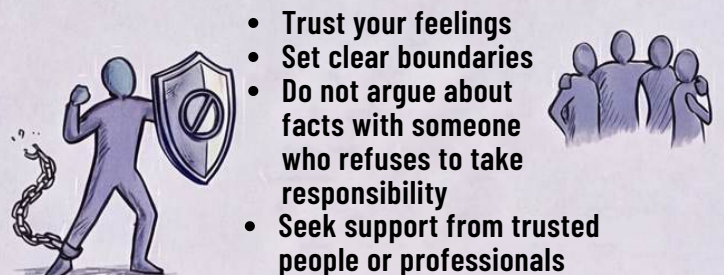 • Trust your feelings
• Set clear boundaries
• Do not argue about
facts with someone
who refuses to take
responsibility
• Seek support from trusted
people or professionals